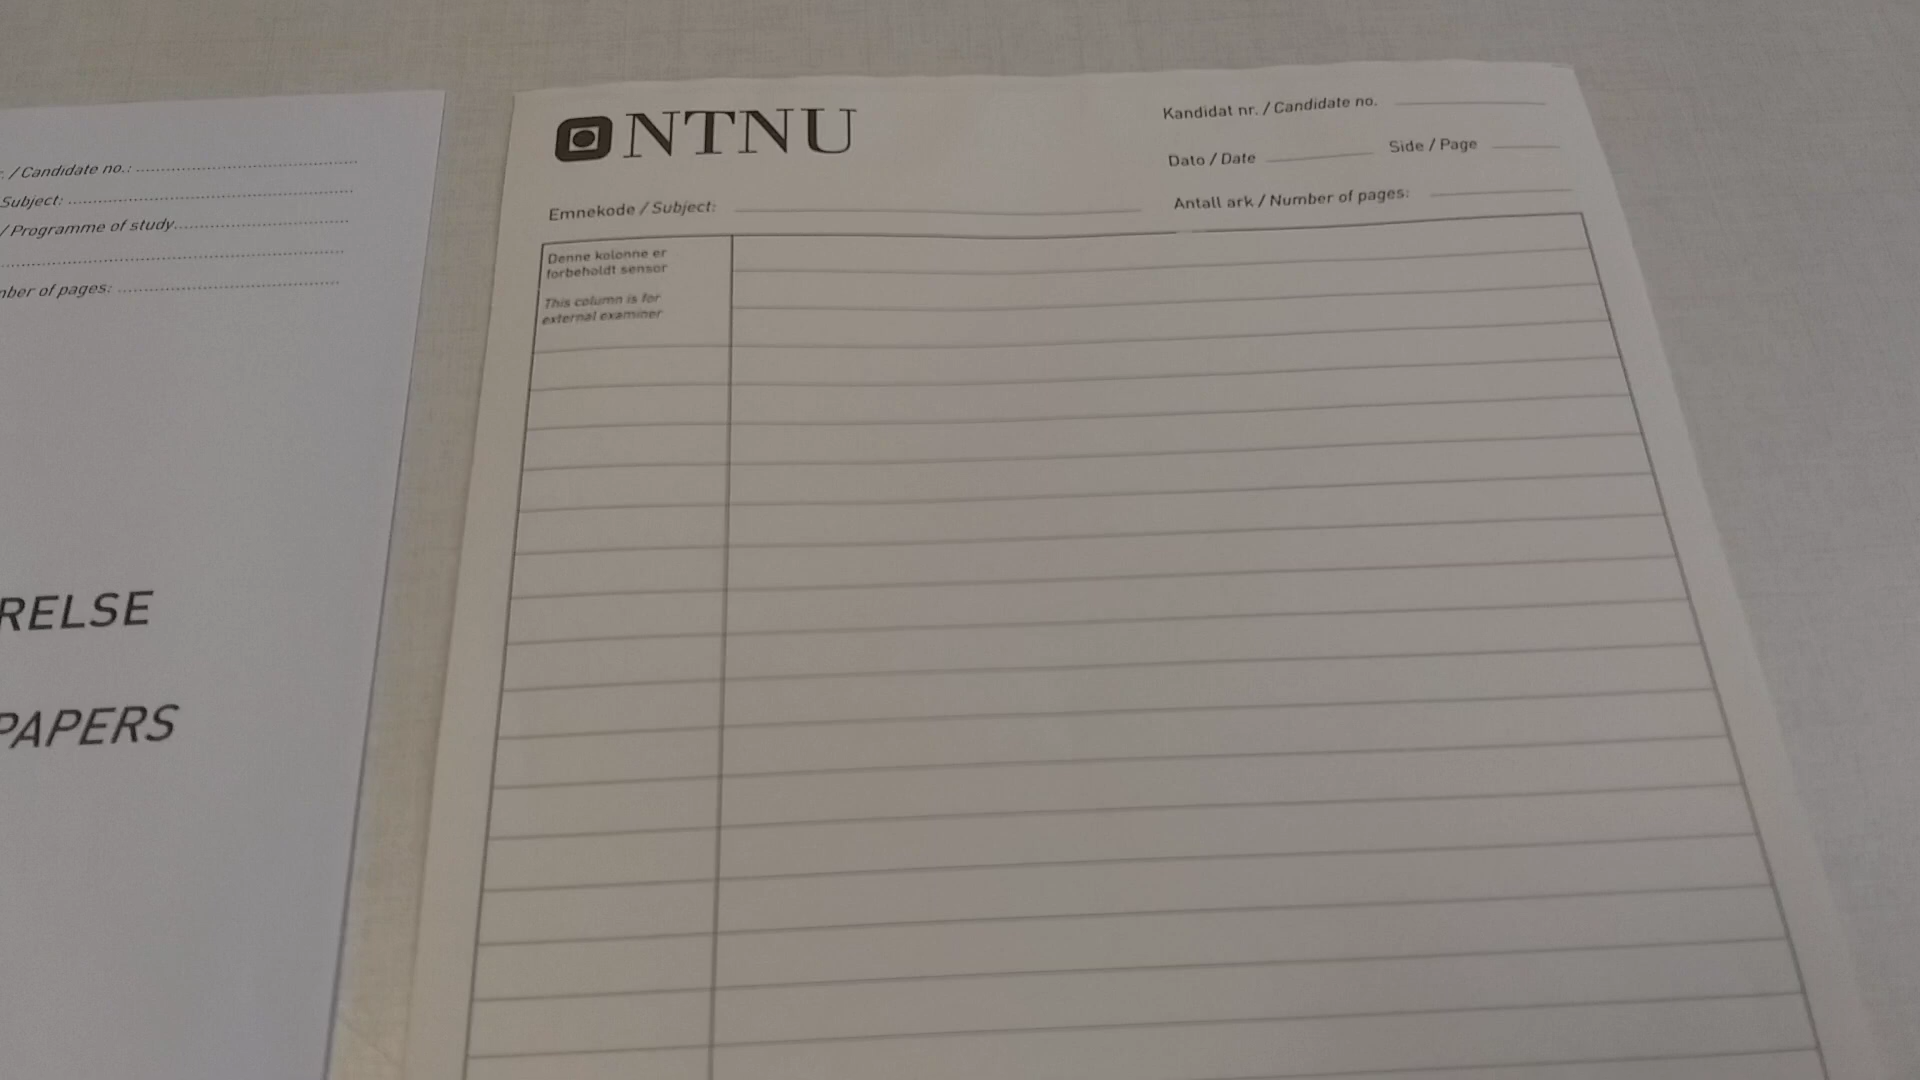 . / Candidate no.:
Subject:
/ Programme of study
mber of pages:
RELSE
PAPERS
NTNU
Kandidat nr. / Candidate no.
Dato / Date
Side / Page
Emnekode / Subject:
Antall ark / Number of pages:
Denne kolonne er
forbeholdt sensor
This column is for
external examiner